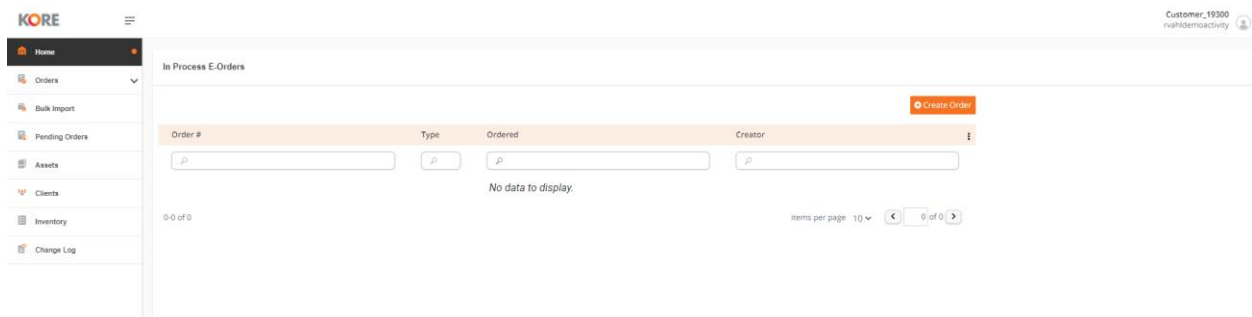 KORE
Customer_19300
rvahldemoactivity
Home
Orders
Bulk Import
Pending Orders
Assets
Clients
Inventory
Change Log
In Process E-Orders
Create Order
Order # Type Ordered Creator
No data to display.
0-0 of 0 items per page 10 0 of 0